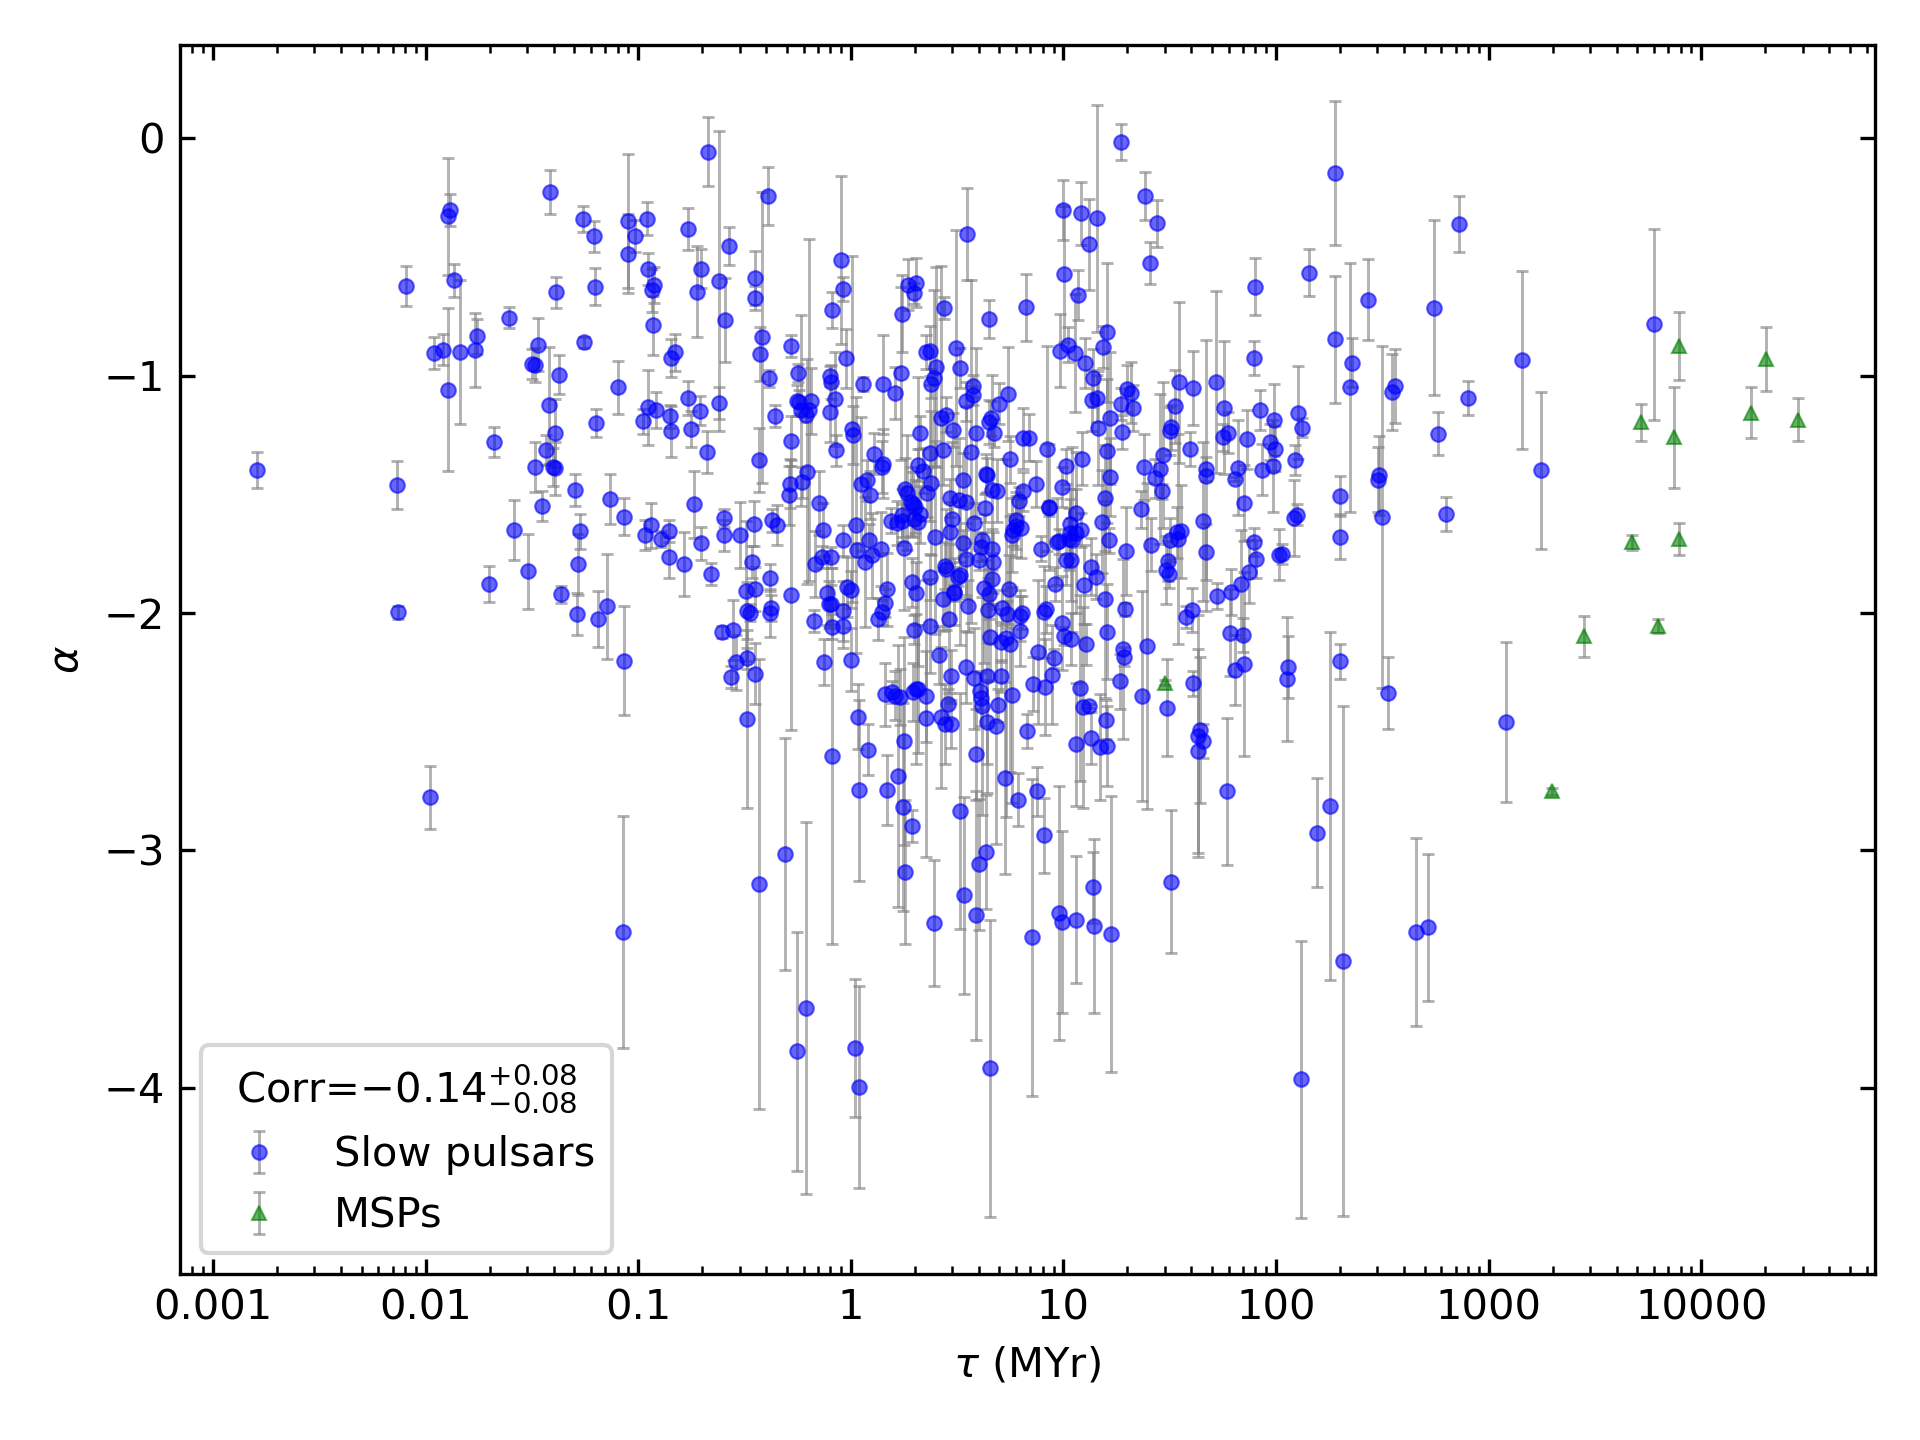 0
−1
−2
−3
−4
α
Corr=−0.14+0.08−0.08
Slow pulsars
MSPs
0.001 0.01 0.1 1 10 100 1000 10000
τ (MYr)